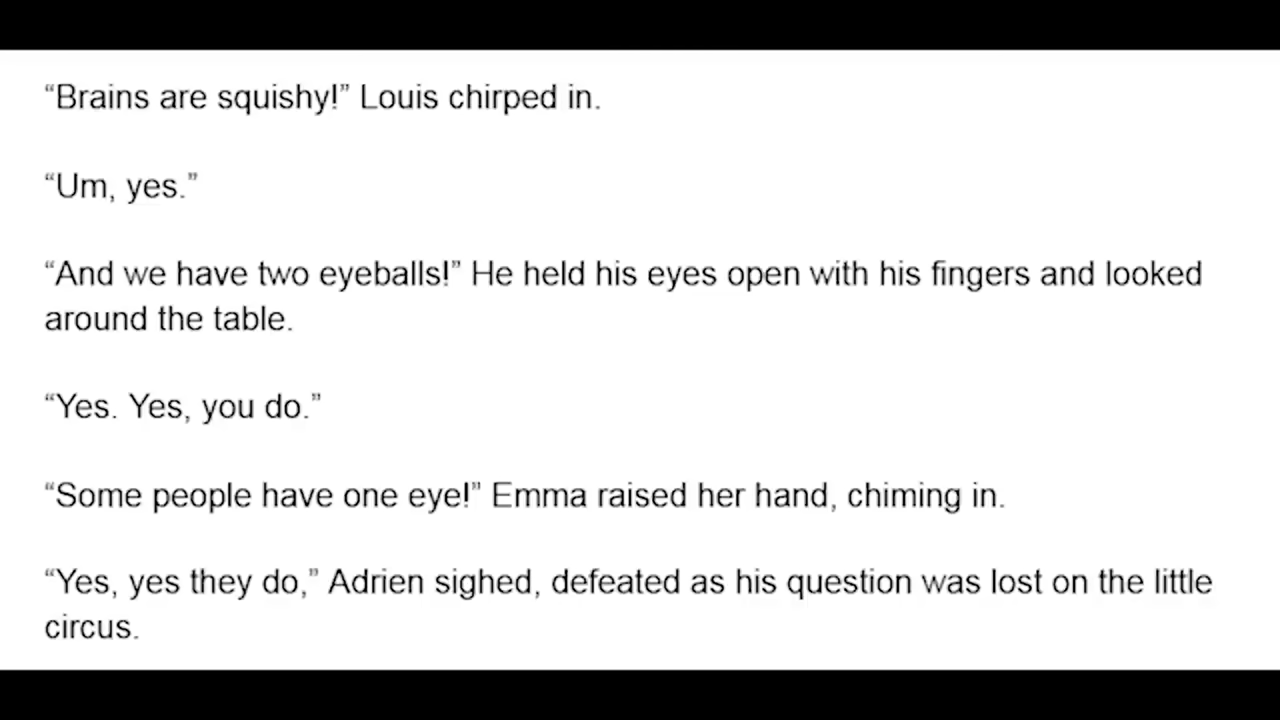 “Brains are squishy!” Louis chirped in.
“Um, yes.”
“And we have two eyeballs!” He held his eyes open with his fingers and looked
around the table.
“Yes. Yes, you do.”
“Some people have one eye!” Emma raised her hand, chiming in.
“Yes, yes they do,” Adrien sighed, defeated as his question was lost on the little
circus.